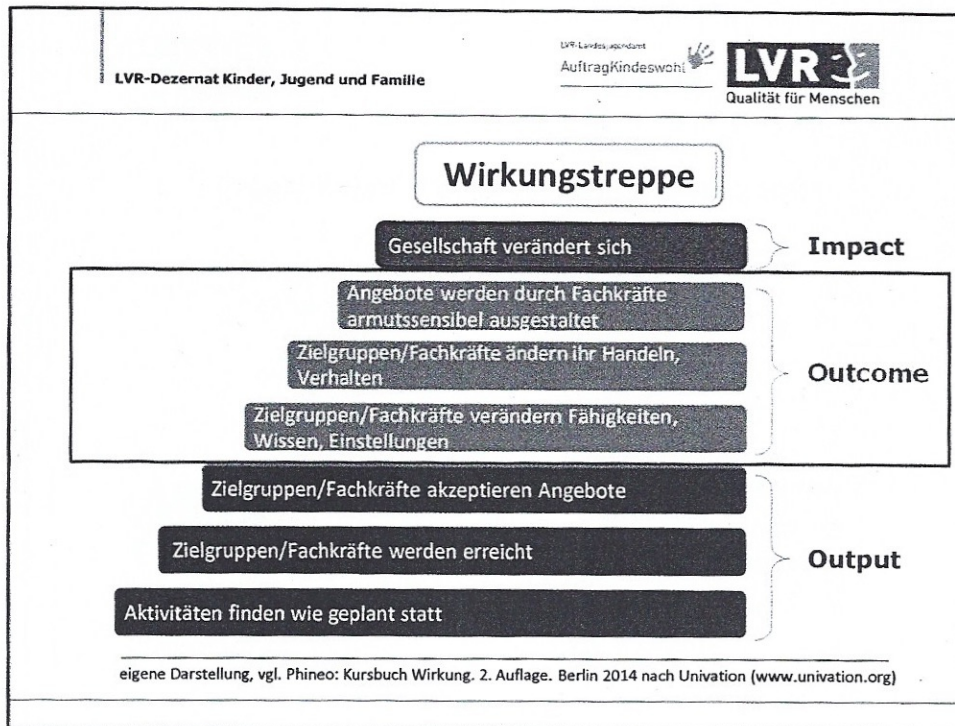 LVR-Dezernat Kinder, Jugend und Familie
LVR-Landesjugendamt
AuftragKindeswohl
LVR
Qualität für Menschen
Wirkungstreppe
Gesellschaft verändert sich
Impact
Angebote werden durch Fachkräfte
armutssensibel ausgestaltet
Zielgruppen/Fachkräfte ändern ihr Handeln,
Verhalten
Outcome
Zielgruppen/Fachkräfte verändern Fähigkeiten,
Wissen, Einstellungen
Zielgruppen/Fachkräfte akzeptieren Angebote
Zielgruppen/Fachkräfte werden erreicht
Output
Aktivitäten finden wie geplant statt
eigene Darstellung, vgl. Phineo: Kursbuch Wirkung. 2. Auflage. Berlin 2014 nach Univation (www.univation.org)